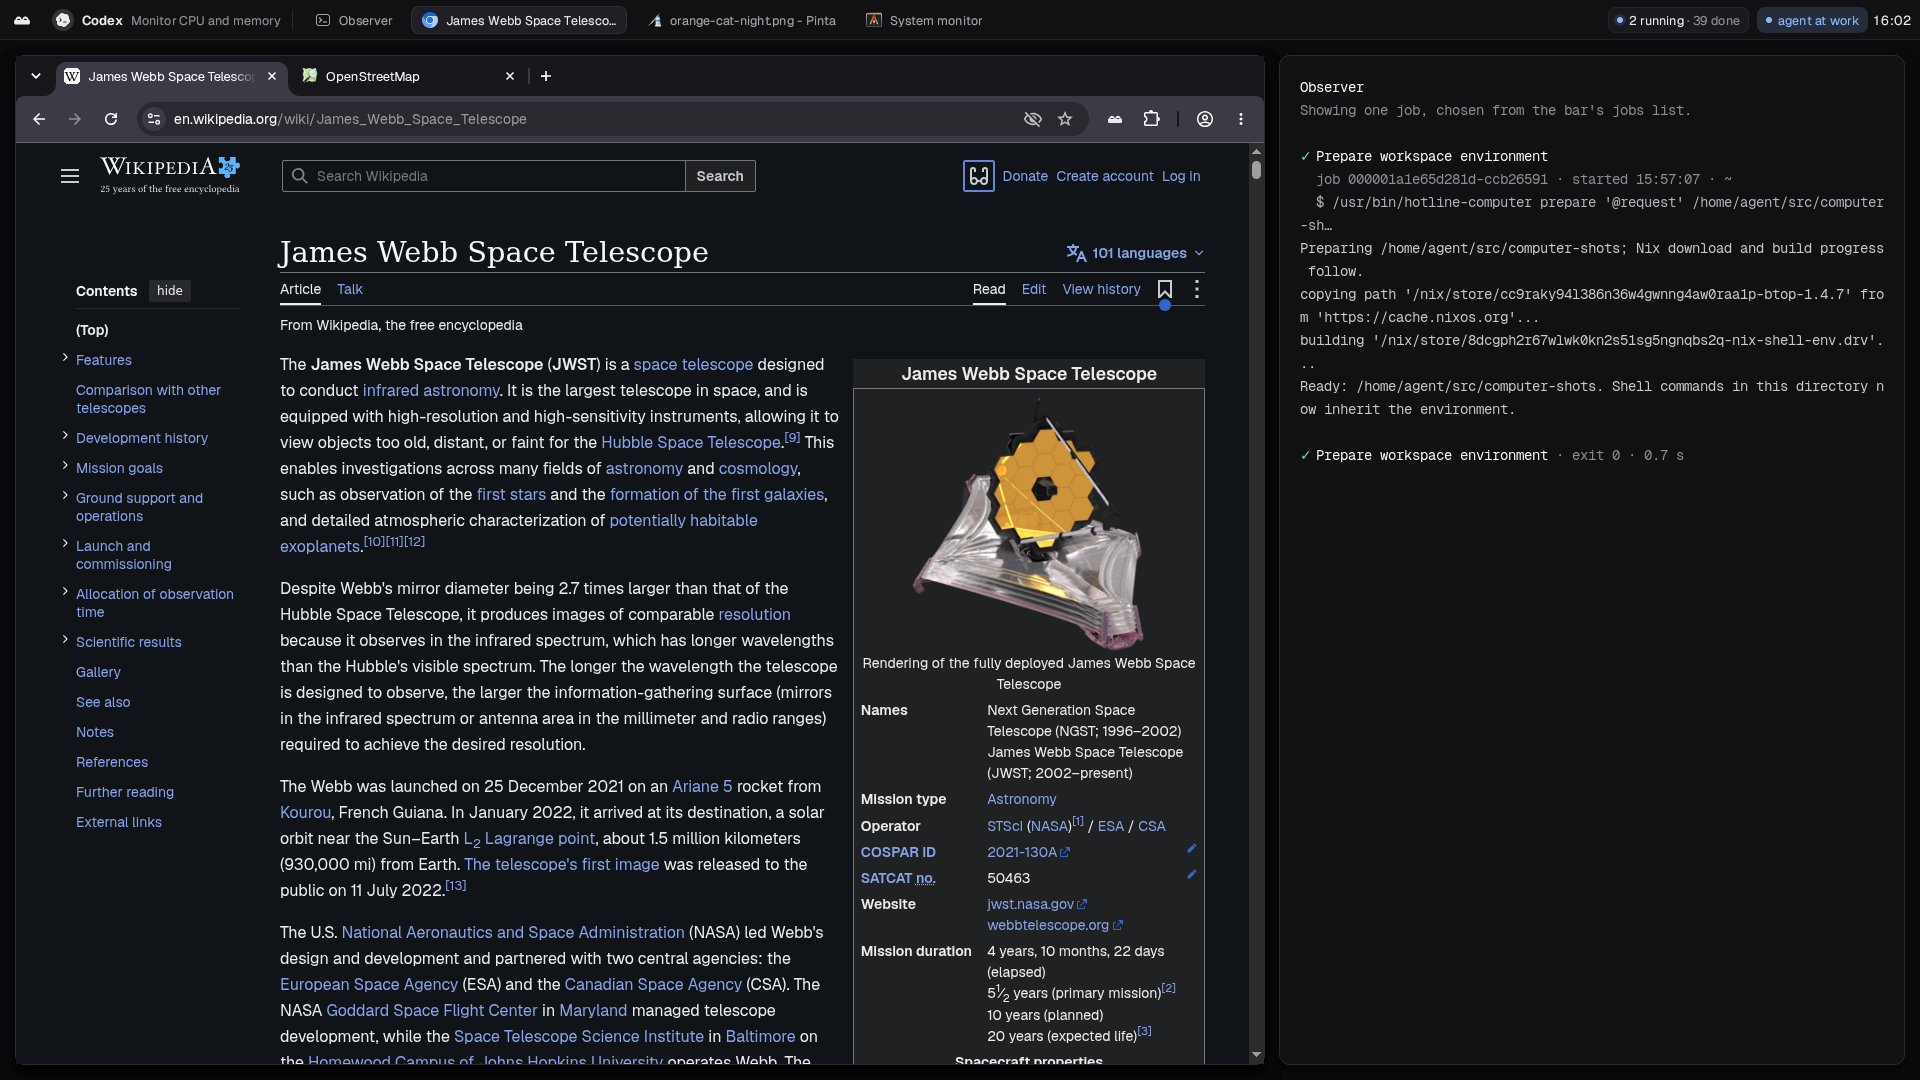 Codex Monitor CPU and memory
Observer
James Webb Space Telesco...
orange-cat-night.png - Pinta
System monitor
2 running · 39 done
agent at work
16:02
James Webb Space Telescop
OpenStreetMap
en.wikipedia.org/wiki/James_Webb_Space_Telescope
WIKIPEDIA 25
25 years of the free encyclopedia
Search Wikipedia
Search
Donate
Create account
Log in
James Webb Space Telescope
101 languages
Contents
hide
(Top)
Features
Comparison with other
telescopes
Development history
Mission goals
Ground support and
operations
Launch and
commissioning
Allocation of observation
time
Scientific results
Gallery
See also
Notes
References
Further reading
External links
Article
Talk
Read
Edit
View history
From Wikipedia, the free encyclopedia
The James Webb Space Telescope (JWST) is a space telescope designed
to conduct infrared astronomy. It is the largest telescope in space, and is
equipped with high-resolution and high-sensitivity instruments, allowing it to
view objects too old, distant, or faint for the Hubble Space Telescope.[9] This
enables investigations across many fields of astronomy and cosmology,
such as observation of the first stars and the formation of the first galaxies,
and detailed atmospheric characterization of potentially habitable
exoplanets.[10][11][12]
Despite Webb's mirror diameter being 2.7 times larger than that of the
Hubble Space Telescope, it produces images of comparable resolution
because it observes in the infrared spectrum, which has longer wavelengths
than the Hubble's visible spectrum. The longer the wavelength the telescope
is designed to observe, the larger the information-gathering surface (mirrors
in the infrared spectrum or antenna area in the millimeter and radio ranges)
required to achieve the desired resolution.
The Webb was launched on 25 December 2021 on an Ariane 5 rocket from
Kourou, French Guiana. In January 2022, it arrived at its destination, a solar
orbit near the Sun–Earth L2 Lagrange point, about 1.5 million kilometers
(930,000 mi) from Earth. The telescope's first image was released to the
public on 11 July 2022.[13]
The U.S. National Aeronautics and Space Administration (NASA) led Webb's
design and development and partnered with two central agencies: the
European Space Agency (ESA) and the Canadian Space Agency (CSA). The
NASA Goddard Space Flight Center in Maryland managed telescope
development, while the Space Telescope Science Institute in Baltimore on
the Homewood Campus of Johns Hopkins University operates Webb. The
James Webb Space Telescope
Rendering of the fully deployed James Webb Space
Telescope
Names
Next Generation Space
Telescope (NGST; 1996–2002)
James Webb Space Telescope
(JWST; 2002–present)
Mission type
Astronomy
Operator
STScI (NASA)[1] / ESA / CSA
COSPAR ID
2021-130A
SATCAT no.
50463
Website
jwst.nasa.gov
webbtelescope.org
Mission duration
4 years, 10 months, 22 days
(elapsed)
5 1⁄2 years (primary mission)[2]
10 years (planned)
20 years (expected life)[3]
Spacecraft properties
Observer
Showing one job, chosen from the bar's jobs list.
✓ Prepare workspace environment
job 000001a1e65d281d-ccb26591 · started 15:57:07 · ~
$ /usr/bin/hotline-computer prepare '@request' /home/agent/src/computer
-sh…
Preparing /home/agent/src/computer-shots; Nix download and build progress
follow.
copying path '/nix/store/cc9raky94l386n36w4gwnng4aw0raa1p-btop-1.4.7' fro
m 'https://cache.nixos.org'...
building '/nix/store/8dcgph2r67wlwk0kn2s51sg5ngnqbs2q-nix-shell-env.drv'.
..
Ready: /home/agent/src/computer-shots. Shell commands in this directory n
ow inherit the environment.
✓ Prepare workspace environment · exit 0 · 0.7 s